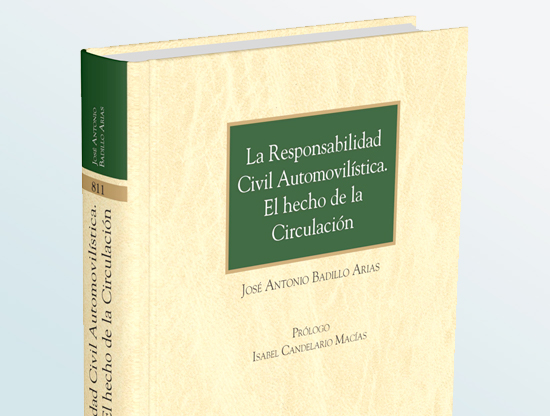 La Responsabilidad
Civil Automovilística.
El hecho de la
Circulación
José Antonio Badillo Arias
Prólogo
Isabel Candelario Macías
José Antonio
Badillo Arias
811
dad Civil Automovilística.
El hecho de la Circulación